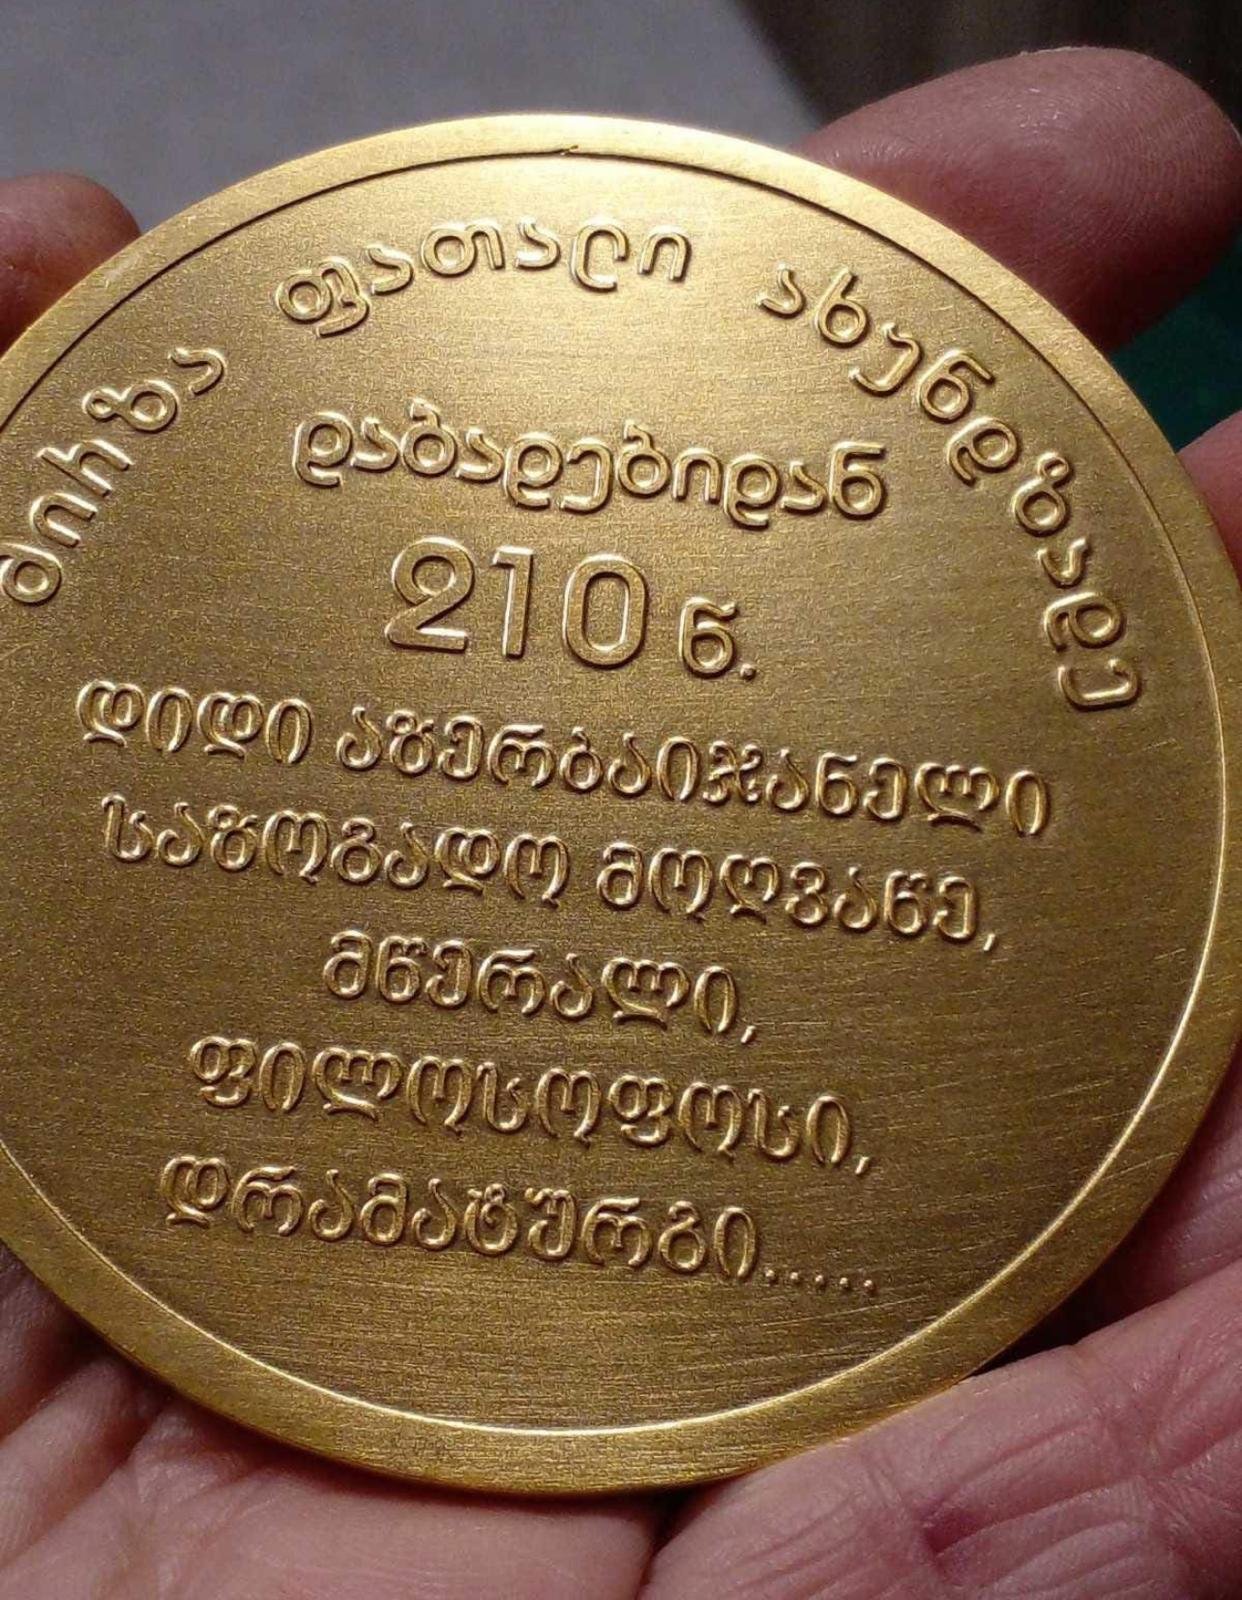 მირზა ფათალი ახუნდზადე
დაბადებიდან
210 წ.
დიდი აზერბაიჯანელი
საზოგადო მოღვაწე,
მწერალი,
ფილოსოფოსი,
დრამატურგი.....